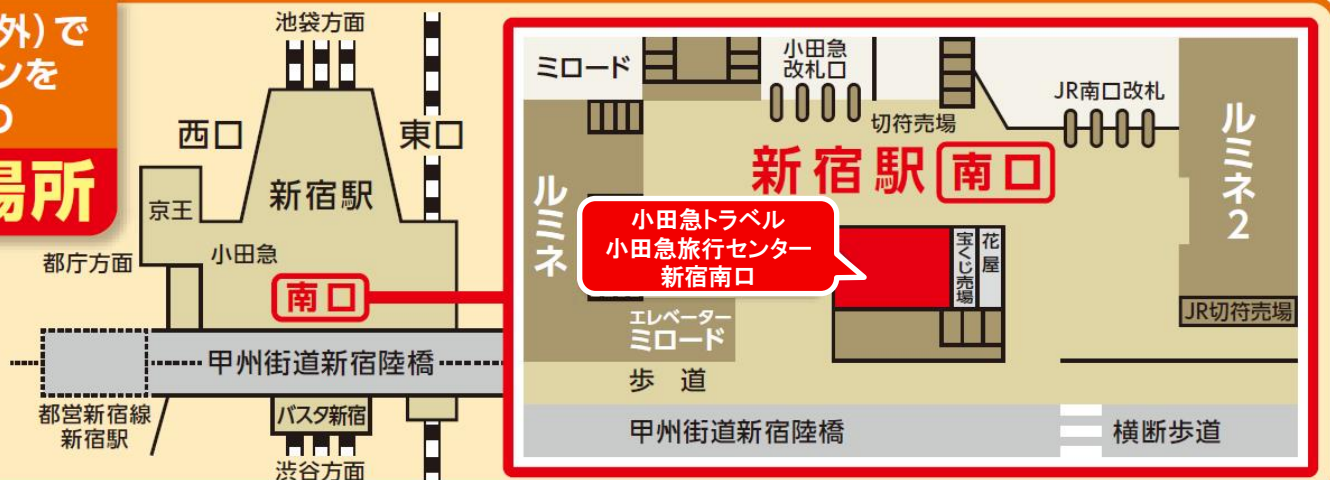 外)で
ンを
場所
池袋方面
西口
東口
新宿駅
京王
小田急
都庁方面
南口
甲州街道新宿陸橋
都営新宿線
新宿駅
バスタ新宿
渋谷方面
ミロード
小田急
改札口
切符売場
JR南口改札
新宿駅 南口
ルミネ
ルミネ2
小田急トラベル
小田急旅行センター
新宿南口
宝くじ売場
花屋
エレベーター
ミロード
JR切符売場
歩道
甲州街道新宿陸橋
横断歩道